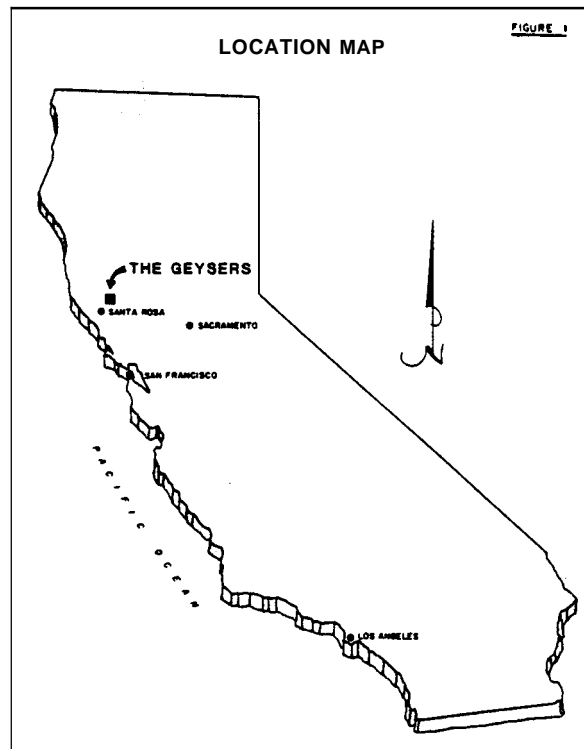 FIGURE 1
LOCATION MAP
THE GEYSERS
SANTA ROSA
SACRAMENTO
SAN FRANCISCO
PACIFIC OCEAN
LOS ANGELES